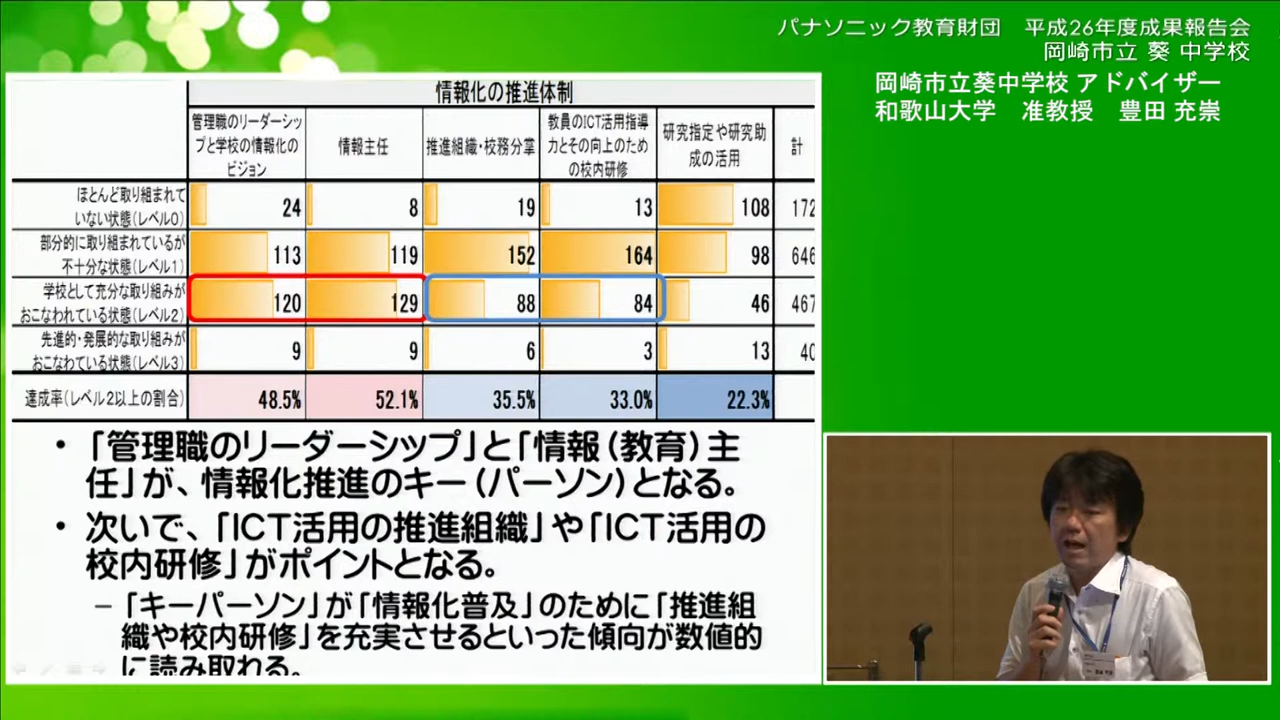 パナソニック教育財団　平成26年度成果報告会
岡崎市立 葵 中学校
岡崎市立葵中学校 アドバイザー
和歌山大学　准教授　豊田 充崇
情報化の推進体制
管理職のリーダーシッ
プと学校の情報化の
ビジョン
情報主任
推進組織・校務分掌
教員のICT活用指導
力とその向上のため
の校内研修
研究指定や研究助
成の活用
計
ほとんど取り組まれて
いない状態(レベル0)
24 8 19 13 108 172
部分的に取り組まれているが
不十分な状態(レベル1)
113 119 152 164 98 646
学校として充分な取り組みが
おこなわれている状態(レベル2)
120 129 88 84 46 467
先進的・発展的な取り組みが
おこなわている状態(レベル3)
9 9 6 3 13 40
達成率(レベル2以上の割合) 48.5% 52.1% 35.5% 33.0% 22.3%
・「管理職のリーダーシップ」と「情報(教育)主
任」が、情報化推進のキー(パーソン)となる。
・次いで、「ICT活用の推進組織」や「ICT活用の
校内研修」がポイントとなる。
–「キーパーソン」が「情報化普及」のために「推進組
織や校内研修」を充実させるといった傾向が数値的
に読み取れる。